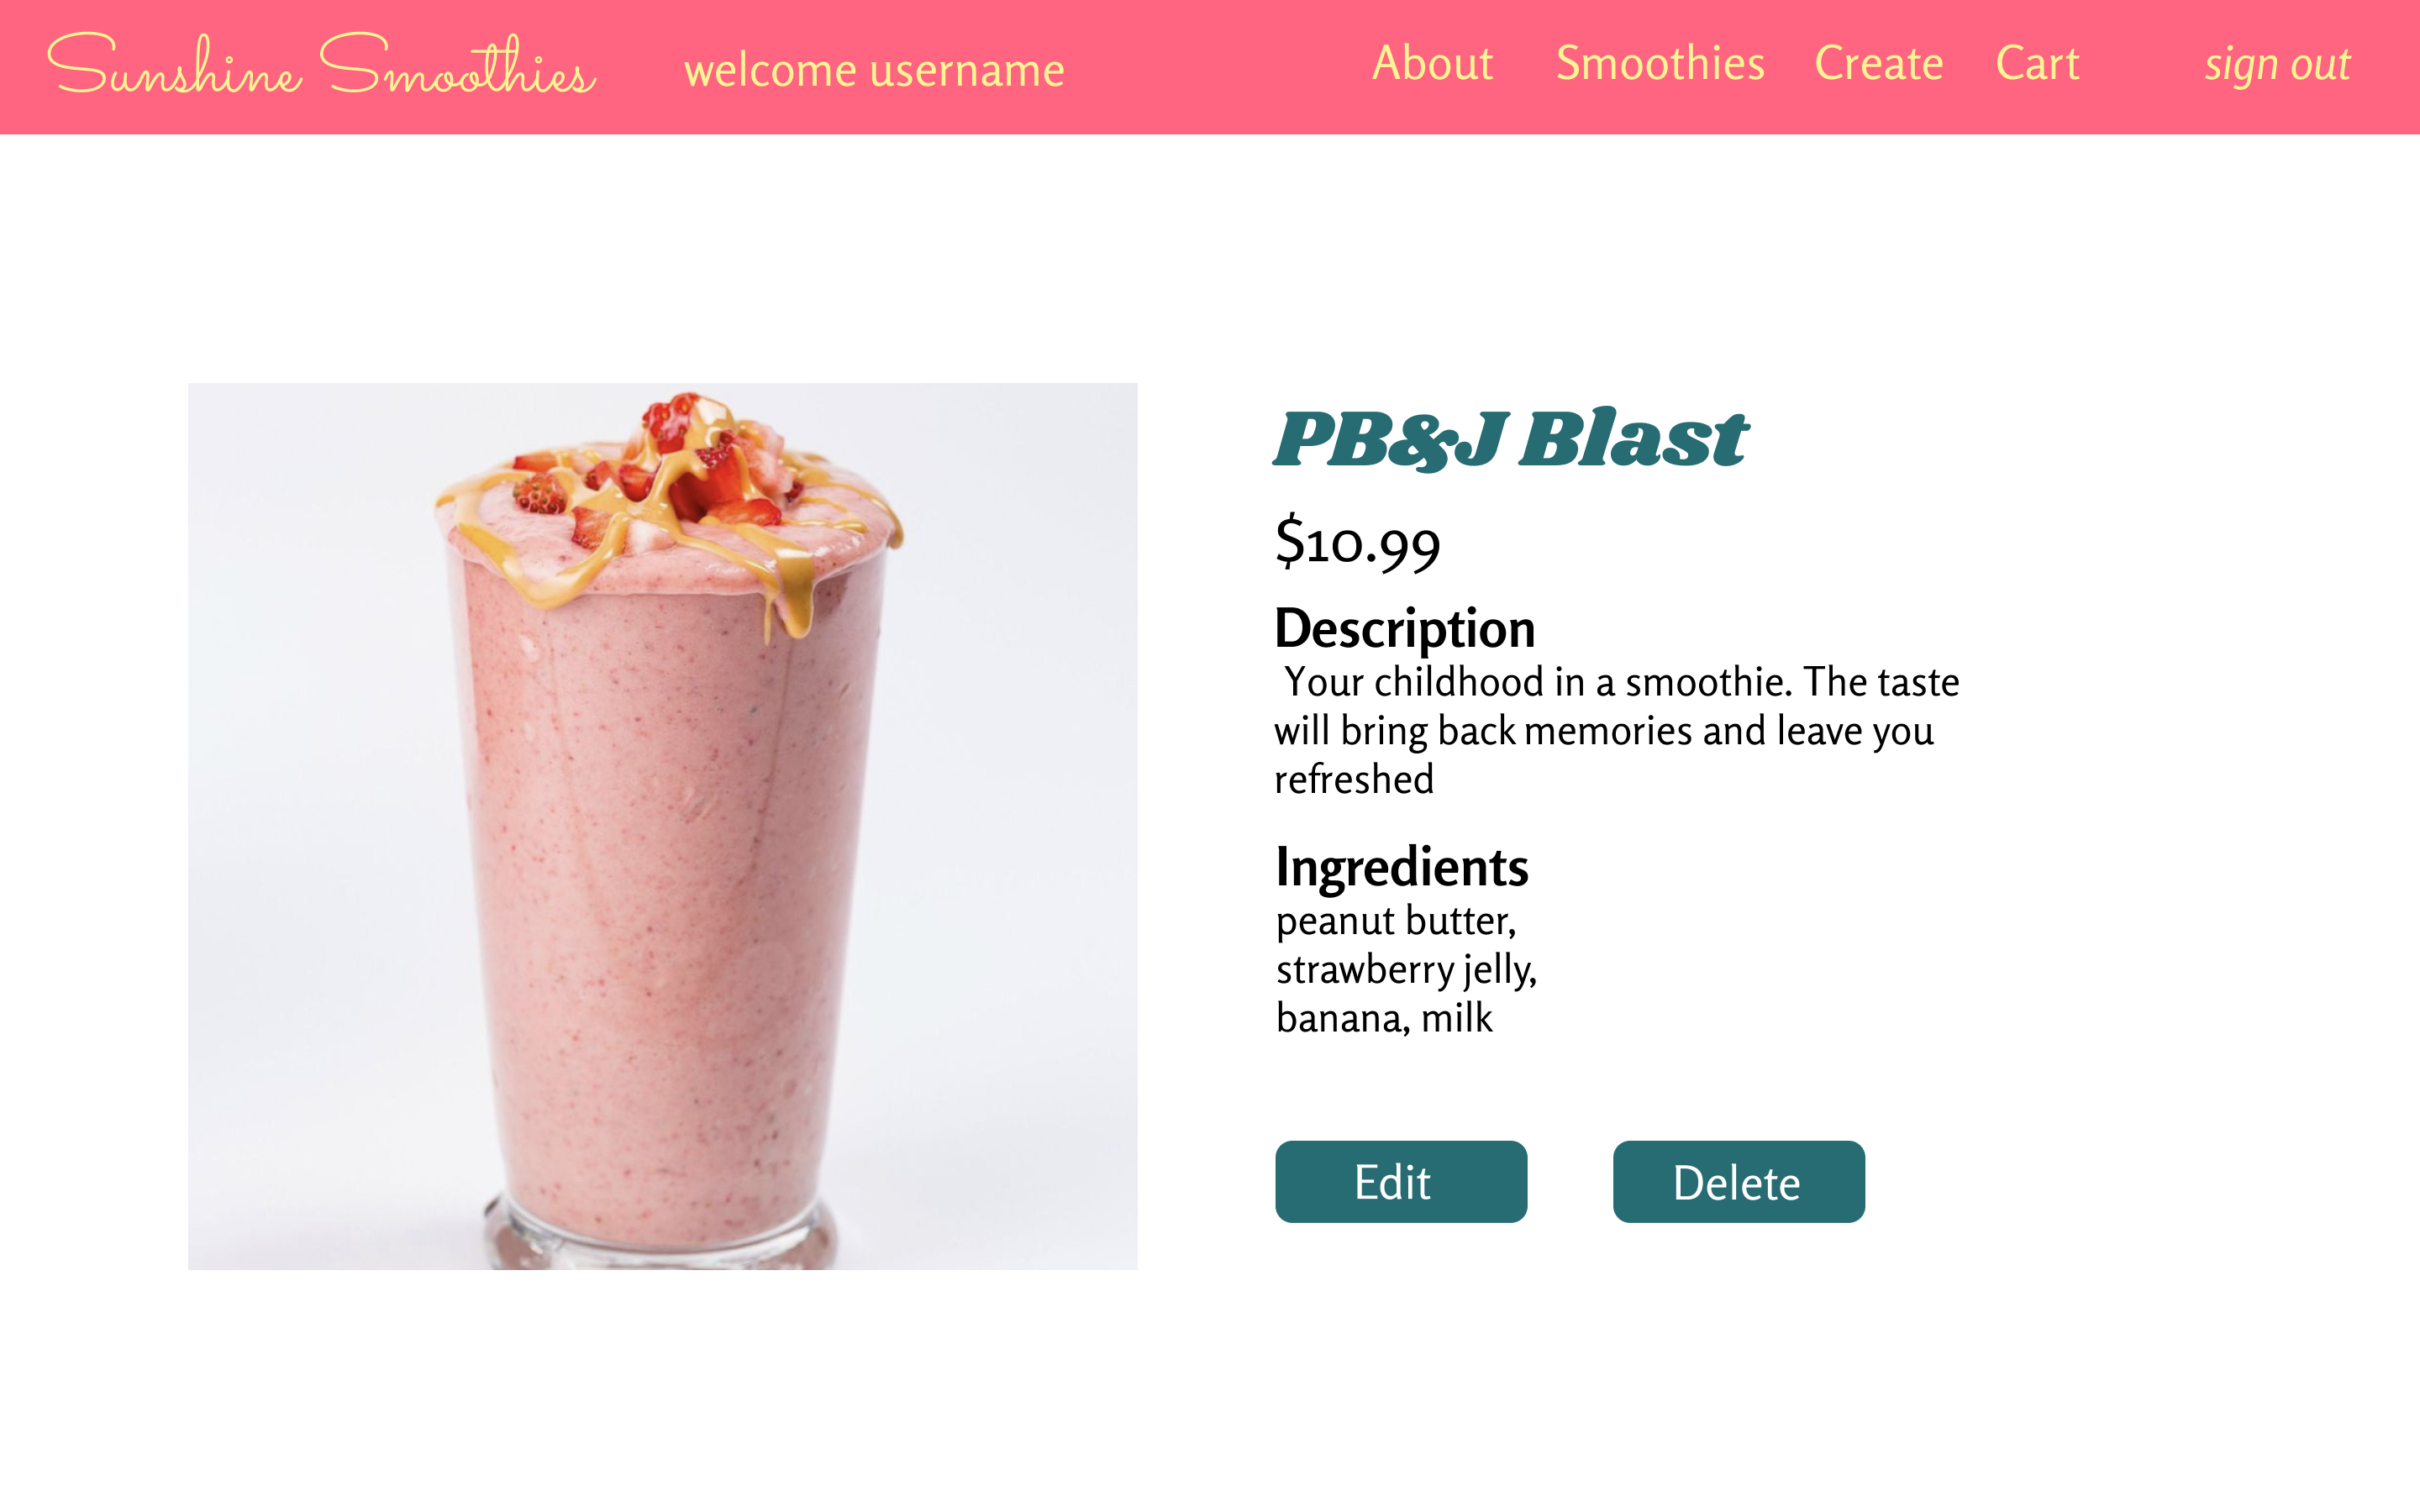 Sunshine Smoothies welcome username About Smoothies Create Cart sign out
PB&J Blast
$10.99
Description
Your childhood in a smoothie. The taste
will bring back memories and leave you
refreshed
Ingredients
peanut butter,
strawberry jelly,
banana, milk
Edit Delete